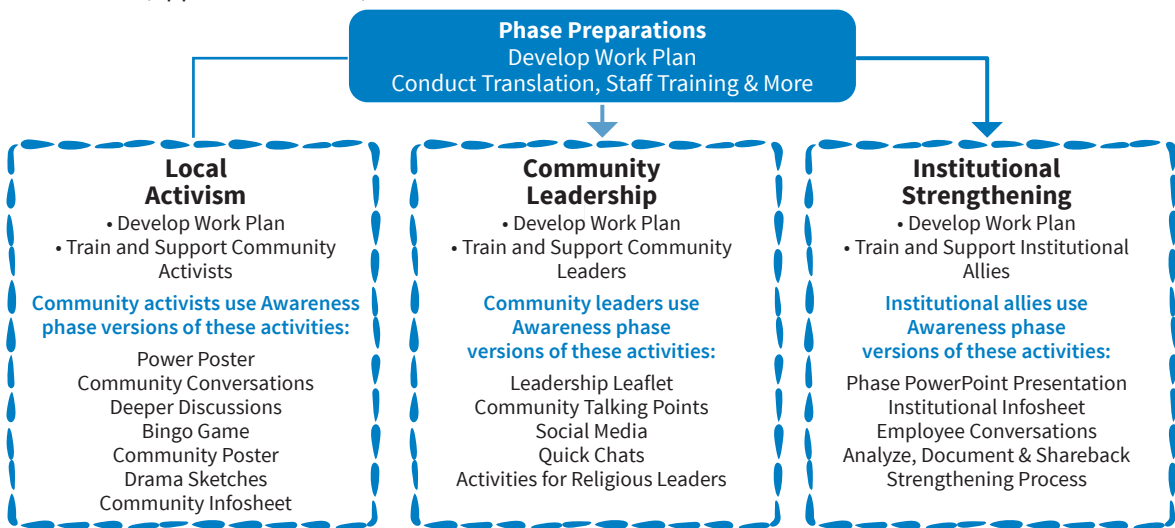 Phase Preparations
Develop Work Plan
Conduct Translation, Staff Training & More
Local
Activism
• Develop Work Plan
• Train and Support Community
Activists
Community activists use Awareness
phase versions of these activities:
Power Poster
Community Conversations
Deeper Discussions
Bingo Game
Community Poster
Drama Sketches
Community Infosheet
Community
Leadership
• Develop Work Plan
• Train and Support Community
Leaders
Community leaders use
Awareness phase
versions of these activities:
Leadership Leaflet
Community Talking Points
Social Media
Quick Chats
Activities for Religious Leaders
Institutional
Strengthening
• Develop Work Plan
• Train and Support Institutional
Allies
Institutional allies use
Awareness phase
versions of these activities:
Phase PowerPoint Presentation
Institutional Infosheet
Employee Conversations
Analyze, Document & Shareback
Strengthening Process